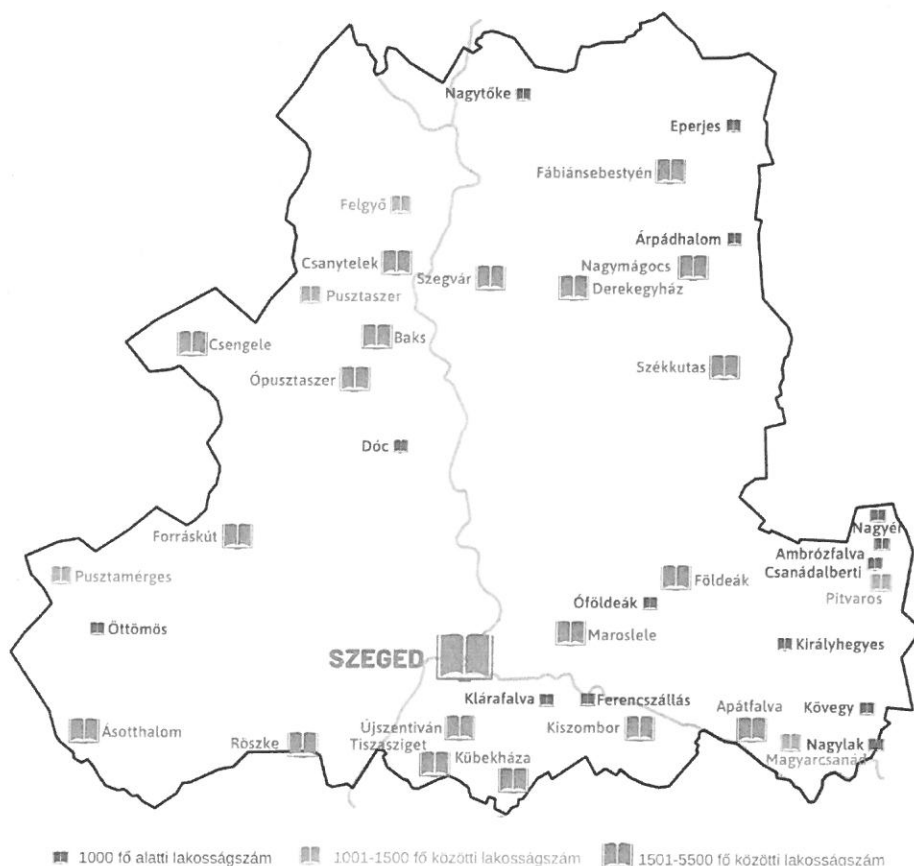 Nagytőke
Eperjes
Fábiánsebestyén
Felgyő
Árpádhalom
Csanytelek
Szegvár
Nagymágocs
Derekegyház
Pusztaszer
Csengele
Baks
Ópusztaszer
Székkutas
Dóc
Forráskút
Nagyér
Ambrózfalva
Csanádalberti
Pusztamérges
Földeák
Pitvaros
Óföldeák
Öttömös
Maroslele
Királyhegyes
SZEGED
Klárafalva
Ferencszállás
Apátfalva
Kövegy
Ásotthalom
Újszentiván
Kiszombor
Röszke
Tiszasziget
Nagylak
Kübekháza
Magyarcsanád
1000 fő alatti lakosságszám
1001-1500 fő közötti lakosságszám
1501-5500 fő közötti lakosságszám